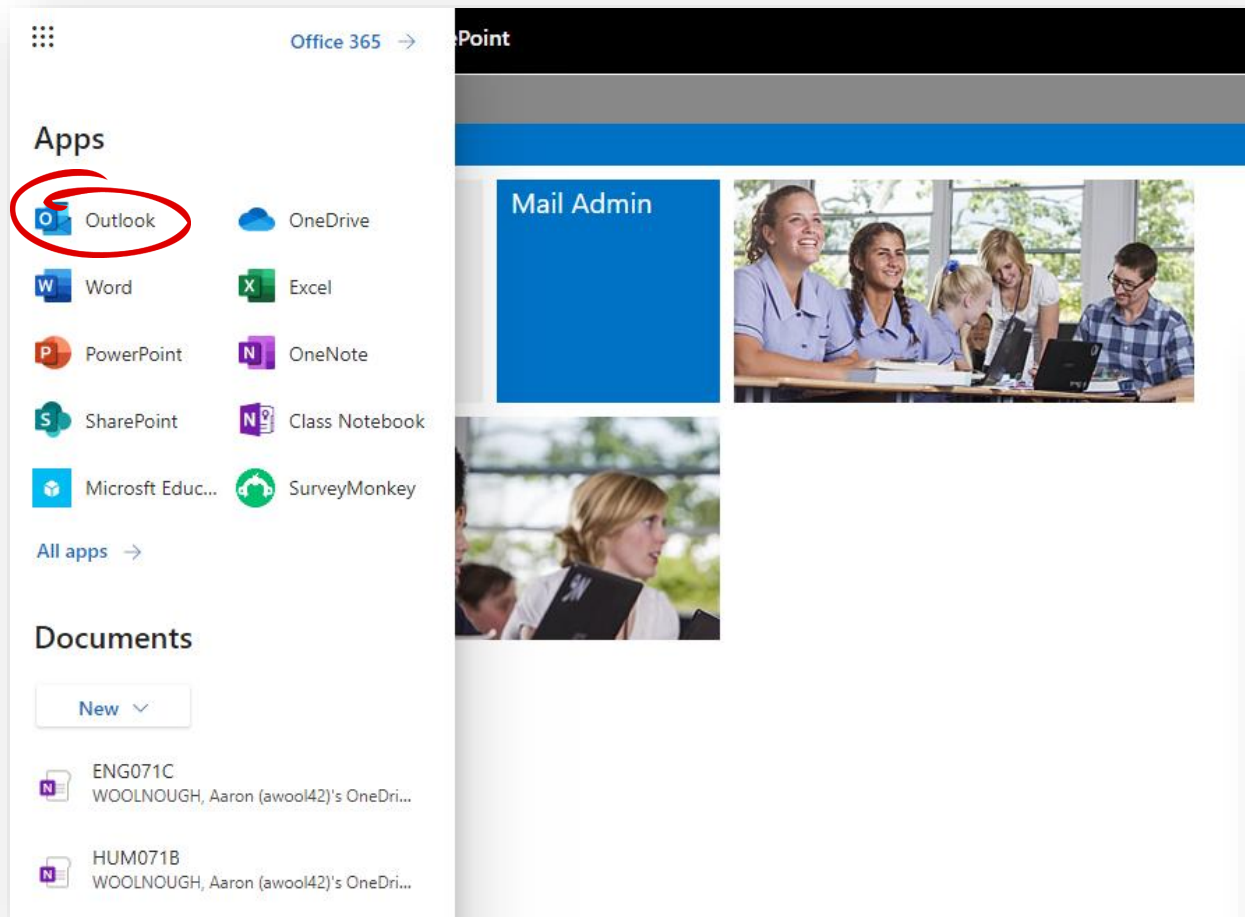 Office 365 →
ePoint
Apps
Outlook
OneDrive
Word
Excel
PowerPoint
OneNote
SharePoint
Class Notebook
Microsft Educ...
SurveyMonkey
All apps →
Documents
New
ENG071C
WOOLNOUGH, Aaron (awool42)'s OneDri...
HUM071B
WOOLNOUGH, Aaron (awool42)'s OneDri...
Mail Admin